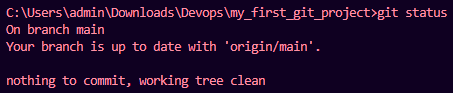 C:\Users\admin\Downloads\Devops\my_first_git_project>git status
On branch main
Your branch is up to date with 'origin/main'.
nothing to commit, working tree clean